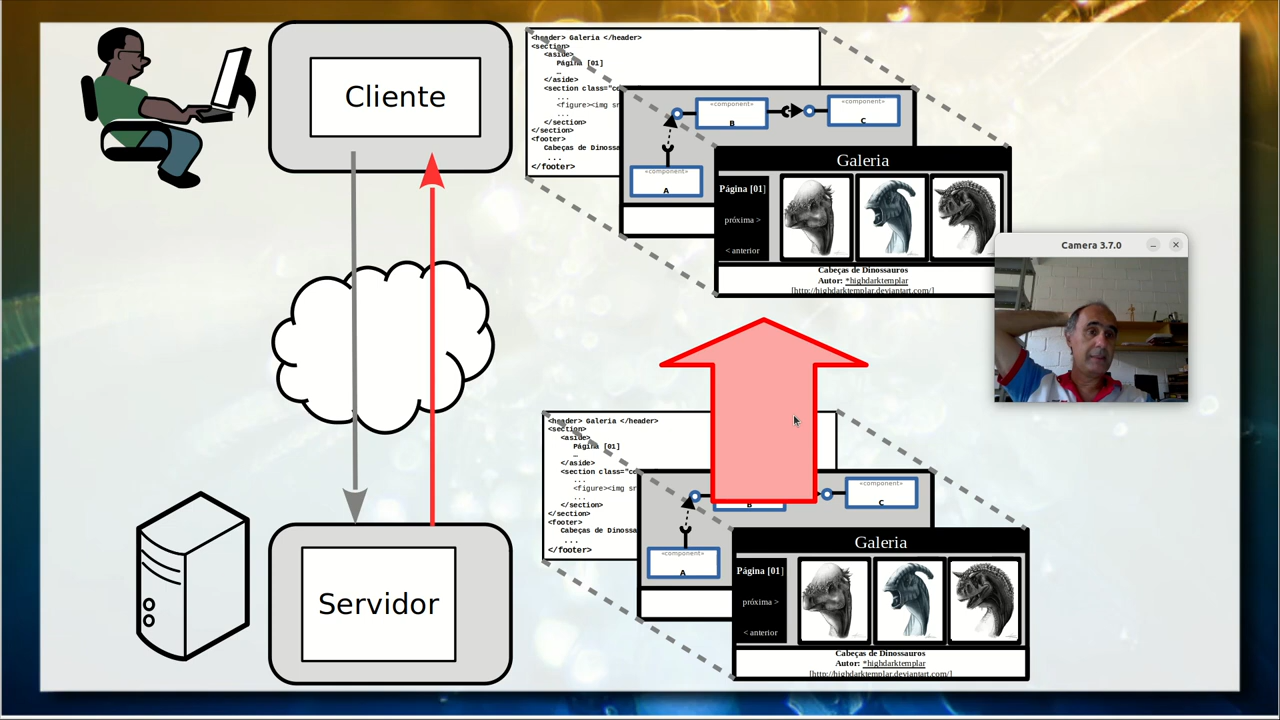 Cliente
<header> Galeria </header>
<section>
<aside>
Página [01]
…
</aside>
<section class="co
...
<figure><img sr
...
</section>
</section>
<footer>
Cabeças de Dinossa
...
</footer>
«component»
B
«component»
C
«component»
A
Galeria
Página [01]
próxima >
< anterior
Cabeças de Dinossauros
Autor: *highdarktemplar
[http://highdarktemplar.deviantart.com/]
Camera 3.7.0
Servidor
<header> Galeria </header>
<section>
<aside>
Página [01]
…
</aside>
<section class="ce
...
<figure><img sr
...
</section>
</section>
<footer>
Cabeças de Dinossa
...
</footer>
B
«component»
C
«component»
A
Galeria
Página [01]
próxima >
< anterior
Cabeças de Dinossauros
Autor: *highdarktemplar
[http://highdarktemplar.deviantart.com/]